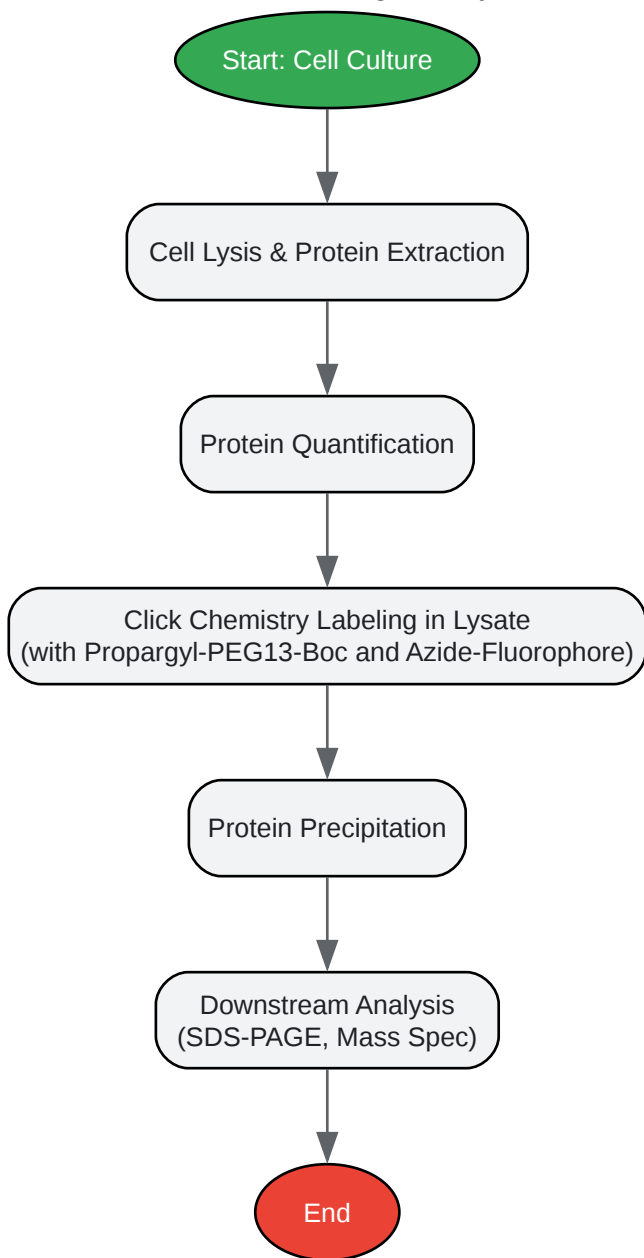 Start: Cell Culture
Cell Lysis & Protein Extraction
Protein Quantification
Click Chemistry Labeling in Lysate
(with Propargyl-PEG13-Boc and Azide-Fluorophore)
Protein Precipitation
Downstream Analysis
(SDS-PAGE, Mass Spec)
End